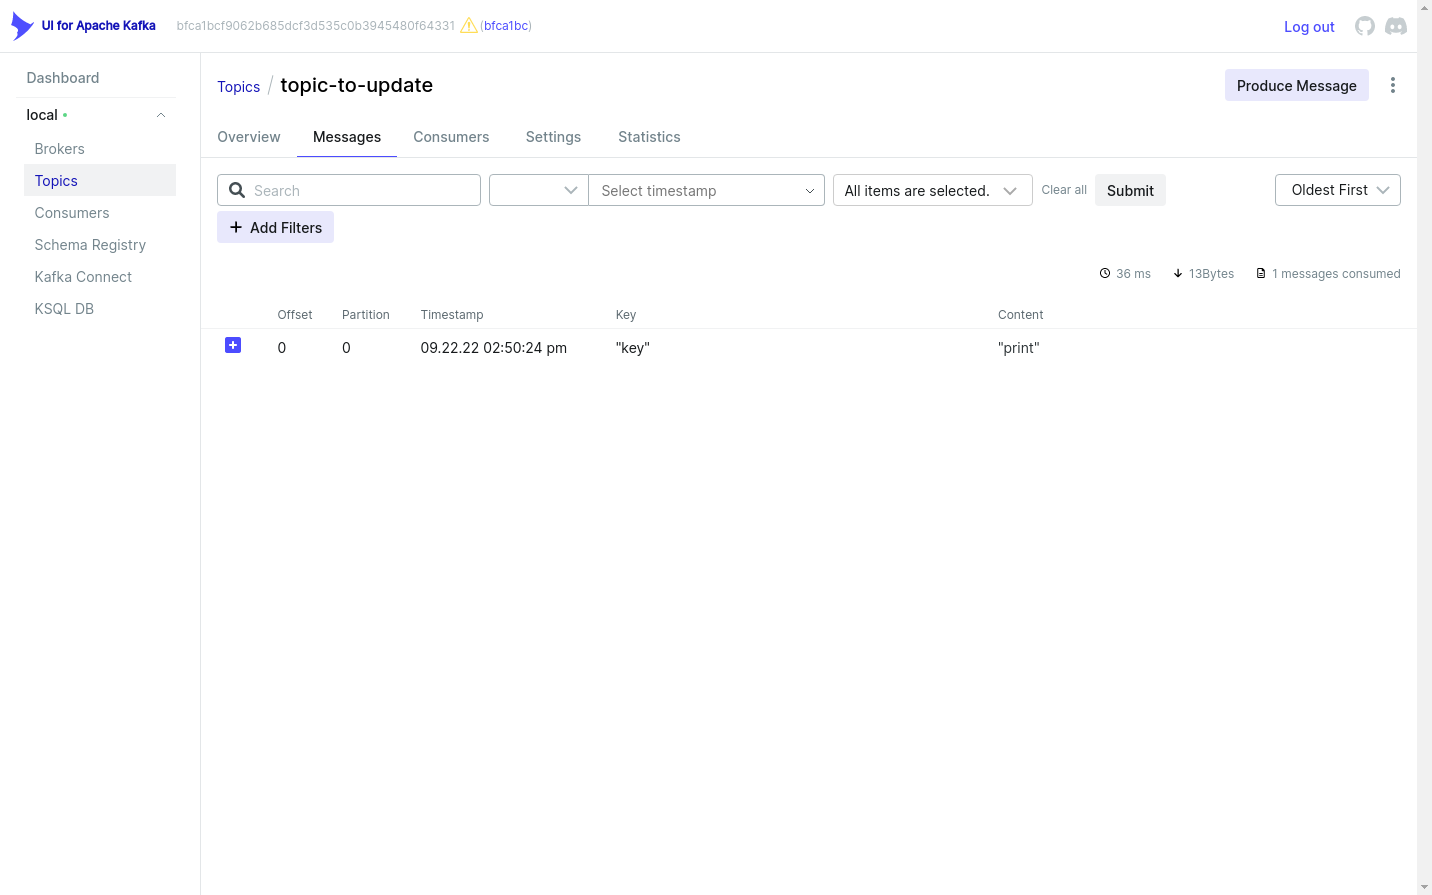 UI for Apache Kafka bfca1bcf9062b685dcf3d535c0b3945480f64331 (bfca1bc) Log out
Dashboard
local
Brokers
Topics
Consumers
Schema Registry
Kafka Connect
KSQL DB
Topics / topic-to-update Produce Message
Overview Messages Consumers Settings Statistics
Search Select timestamp All items are selected. Clear all Submit Oldest First
Add Filters
36 ms 13Bytes 1 messages consumed
Offset Partition Timestamp Key Content
0 0 09.22.22 02:50:24 pm "key" "print"